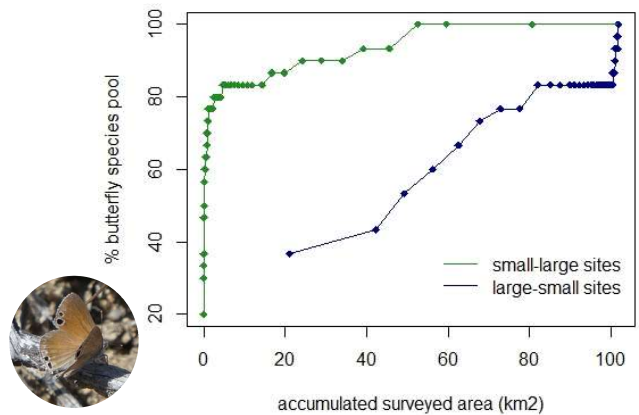 % butterfly species pool
100
80
60
40
20
small-large sites
large-small sites
0 20 40 60 80 100
accumulated surveyed area (km2)